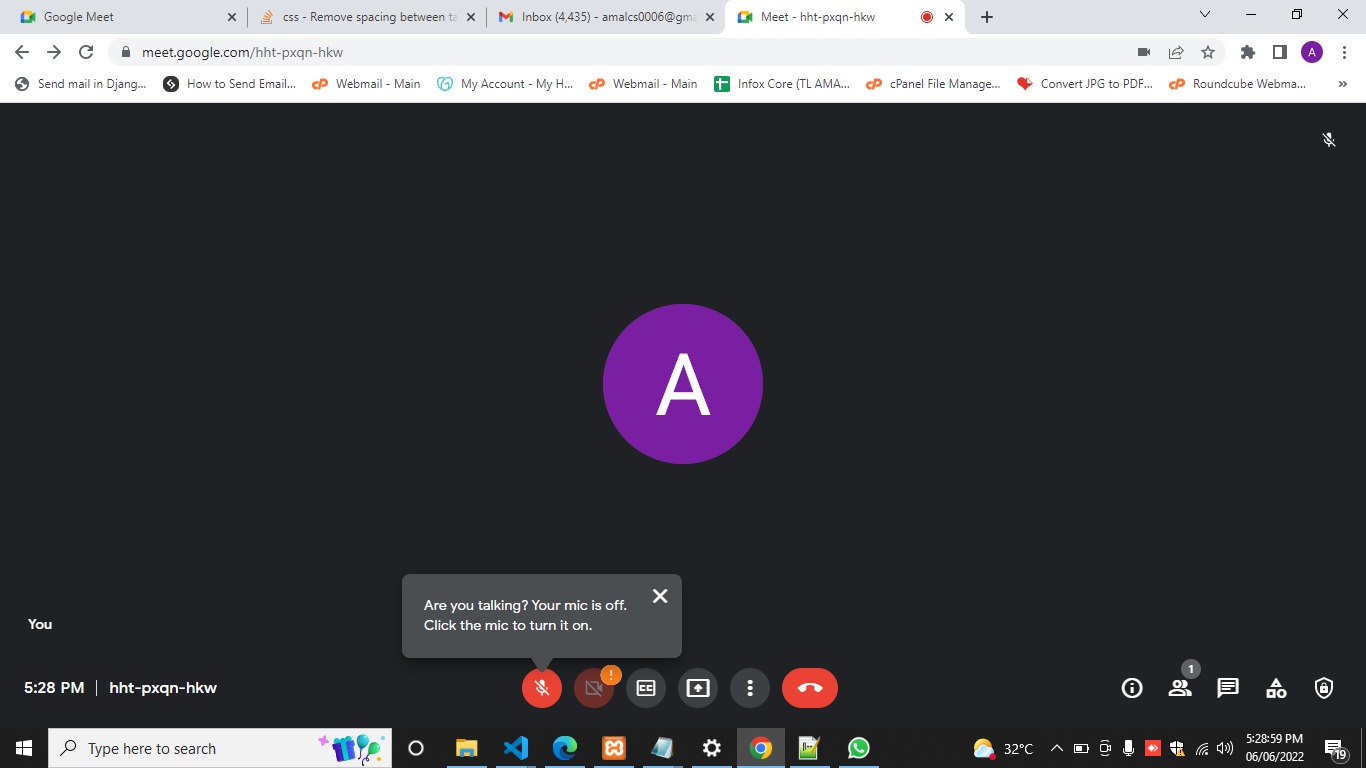 Google Meet
css - Remove spacing between ta
Inbox (4,435) - amalcs0006@gma
Meet - hht-pxqn-hkw
meet.google.com/hht-pxqn-hkw
A
Send mail in Djang...
How to Send Email...
Webmail - Main
My Account - My H...
Webmail - Main
Infox Core (TL AMA...
cPanel File Manage...
Convert JPG to PDF...
Roundcube Webma...
»
A
Are you talking? Your mic is off.
Click the mic to turn it on.
You
5:28 PM | hht-pxqn-hkw
!
CC
1
Type here to search
32°C
5:28:59 PM
06/06/2022
19